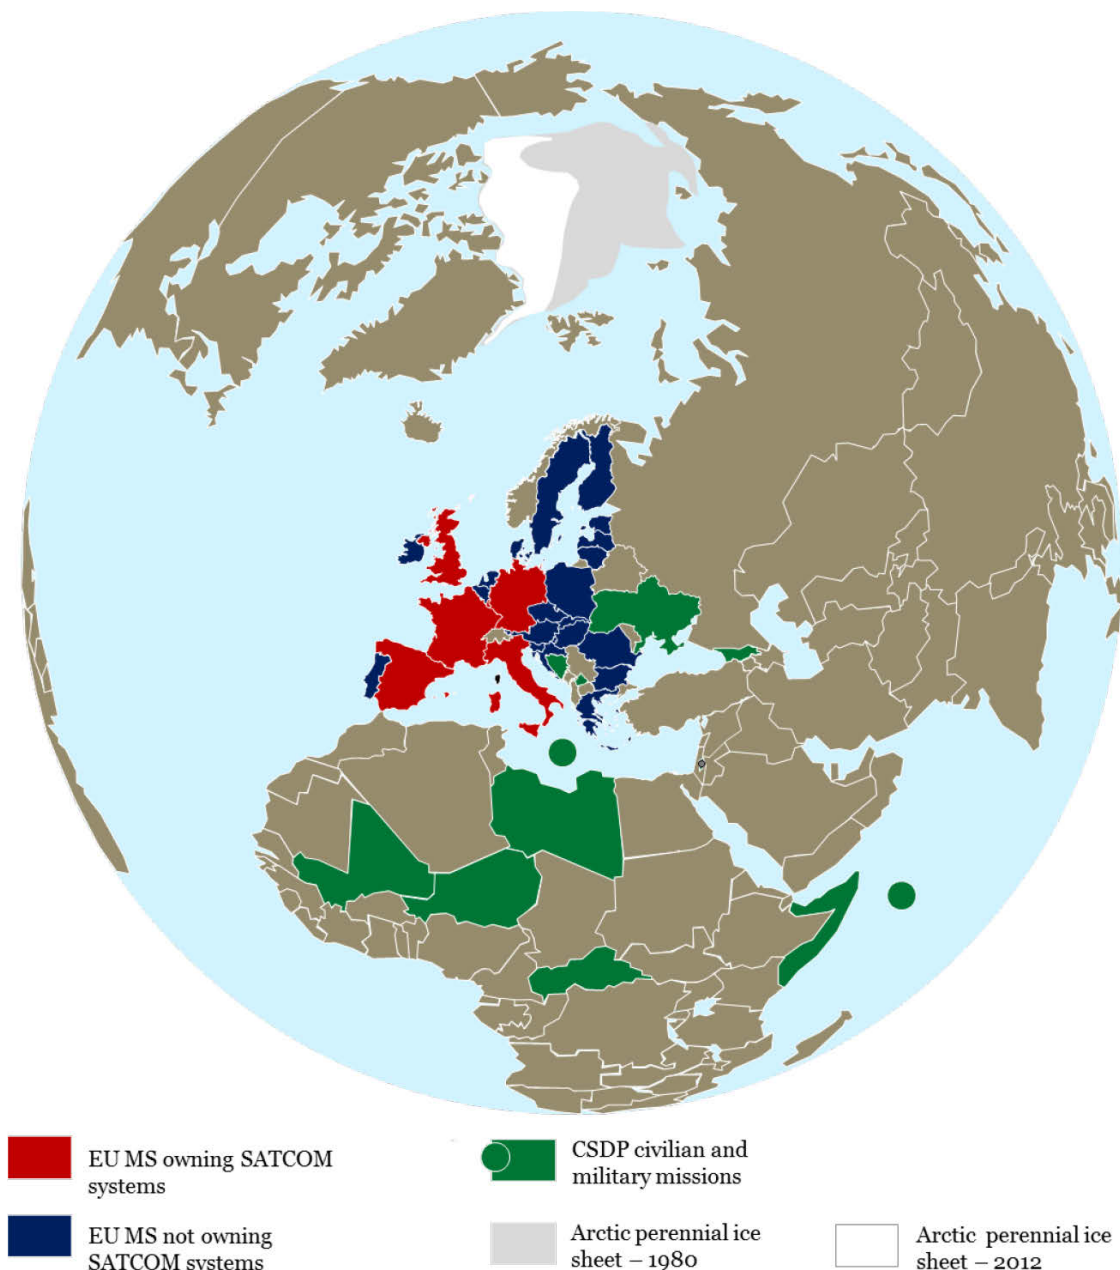 EU MS owning SATCOM
systems
CSDP civilian and
military missions
EU MS not owning
SATCOM systems
Arctic perennial ice
sheet – 1980
Arctic perennial ice
sheet – 2012